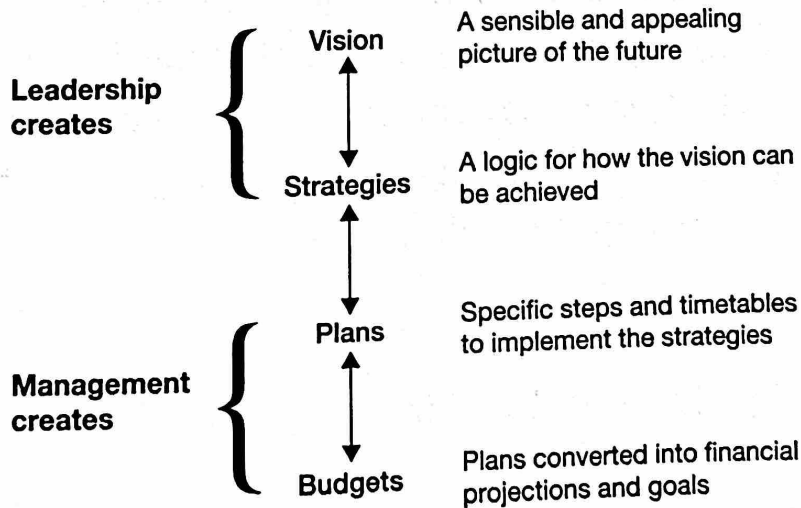 Vision
A sensible and appealing
picture of the future
Leadership
creates
Strategies
A logic for how the vision can
be achieved
Plans
Specific steps and timetables
to implement the strategies
Management
creates
Budgets
Plans converted into financial
projections and goals